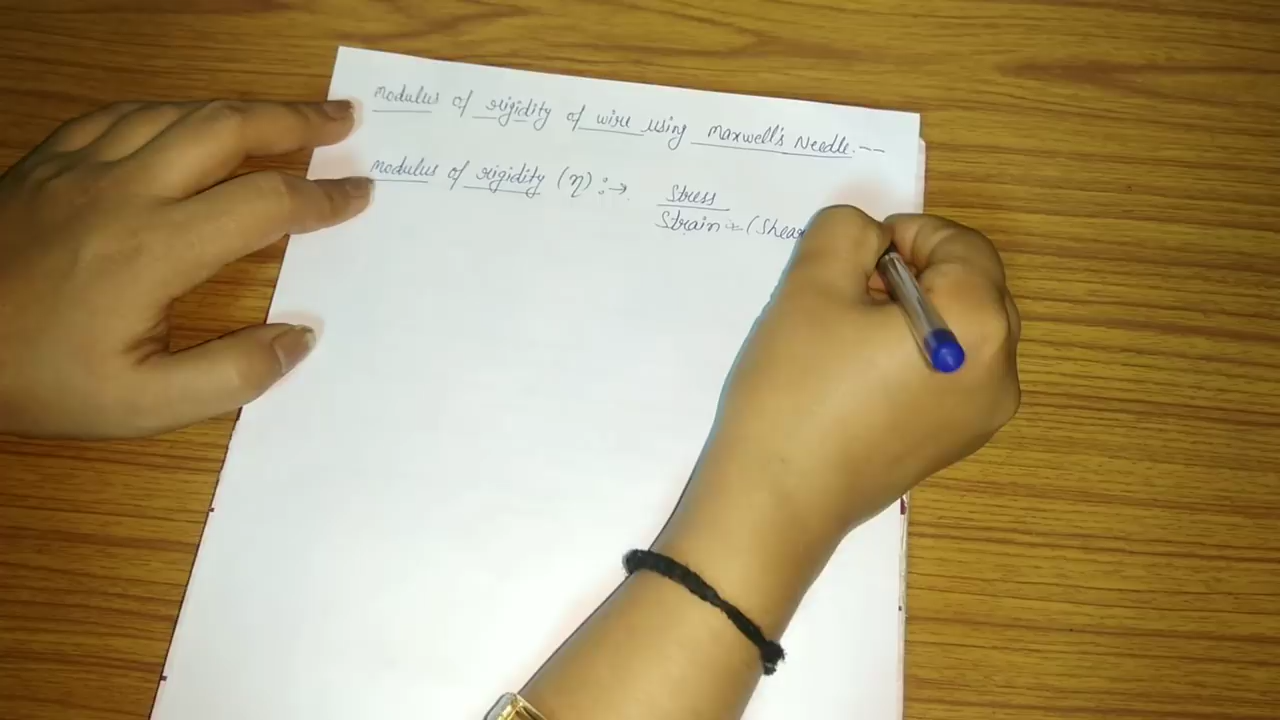 Modulus of rigidity of wire using Maxwell's Needle.--
Modulus of rigidity (η) :→ Stress
Strain = (Shear